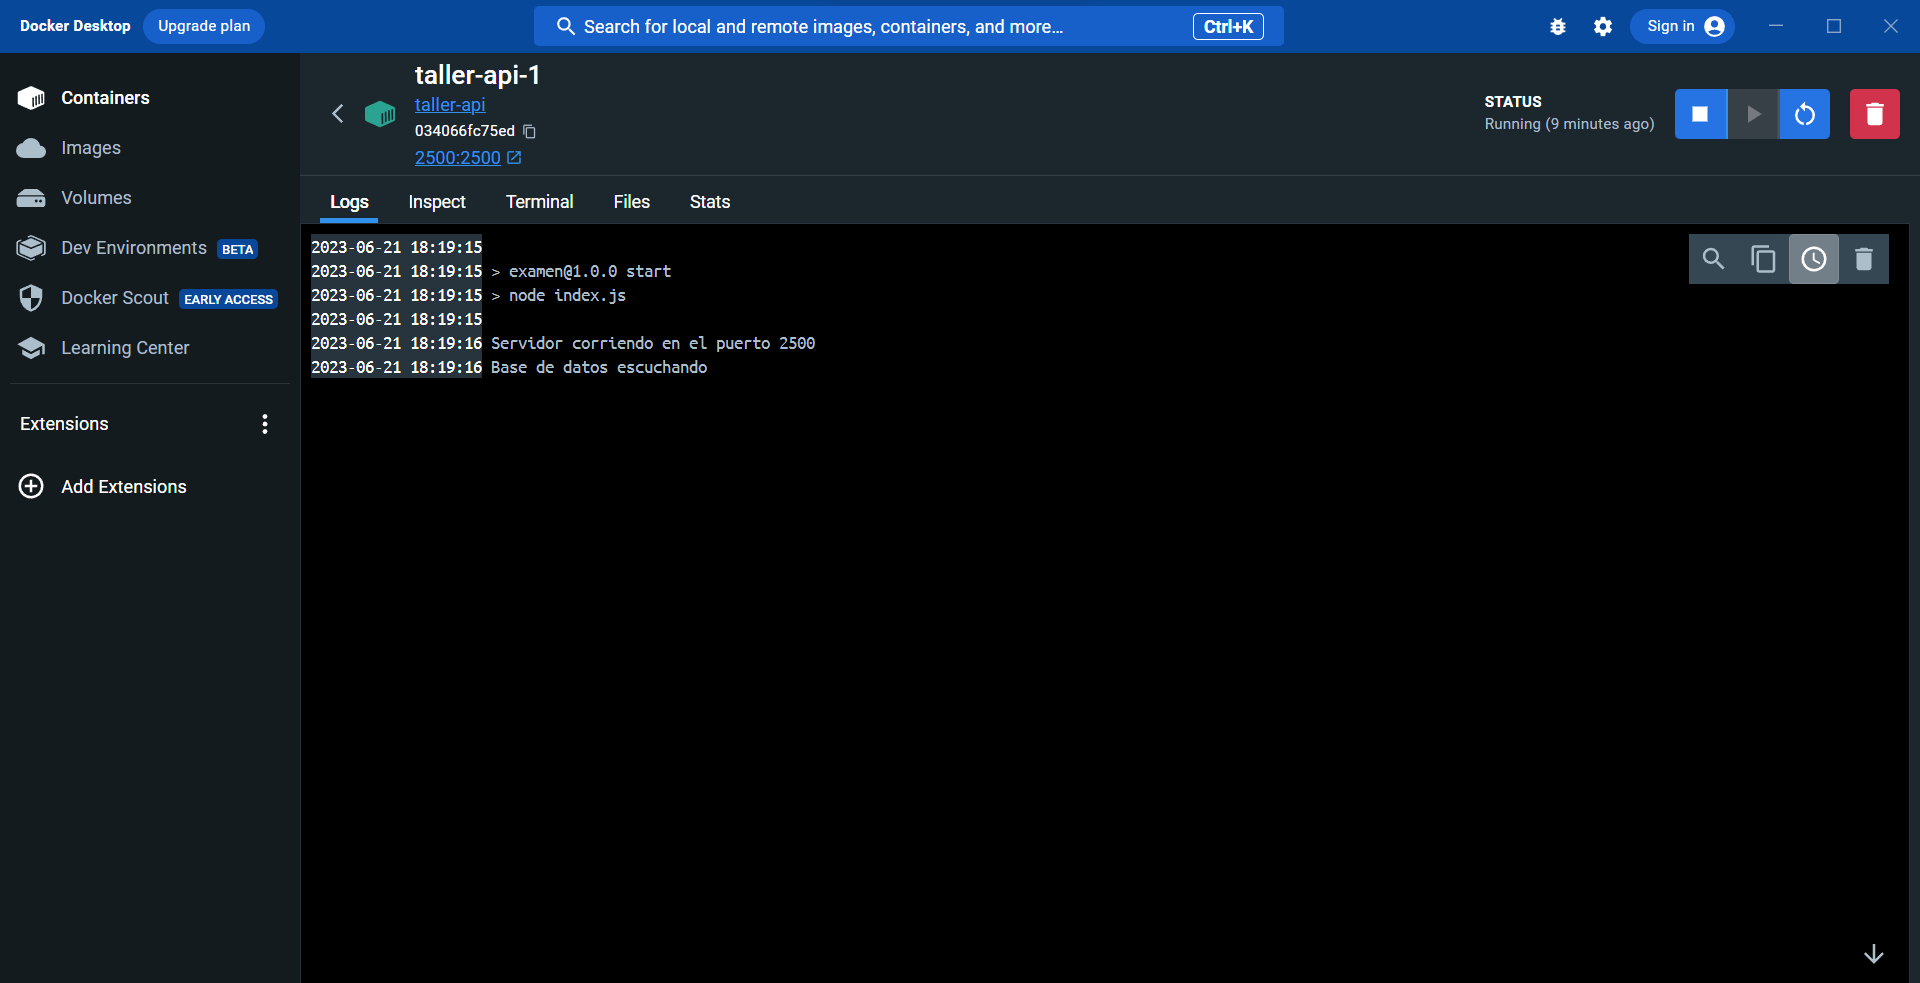 Docker Desktop
Upgrade plan
Search for local and remote images, containers, and more...
Ctrl+K
Sign in
Containers
Images
Volumes
Dev Environments BETA
Docker Scout EARLY ACCESS
Learning Center
Extensions
Add Extensions
taller-api-1
taller-api
034066fc75ed
2500:2500
STATUS
Running (9 minutes ago)
Logs Inspect Terminal Files Stats
2023-06-21 18:19:15
2023-06-21 18:19:15 > examen@1.0.0 start
2023-06-21 18:19:15 > node index.js
2023-06-21 18:19:15
2023-06-21 18:19:16 Servidor corriendo en el puerto 2500
2023-06-21 18:19:16 Base de datos escuchando